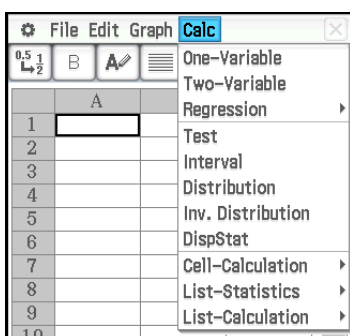 File Edit Graph Calc
0.5 1/2 B A
One-Variable
Two-Variable
Regression
Test
Interval
Distribution
Inv. Distribution
DispStat
Cell-Calculation
List-Statistics
List-Calculation
A
1
2
3
4
5
6
7
8
9
10